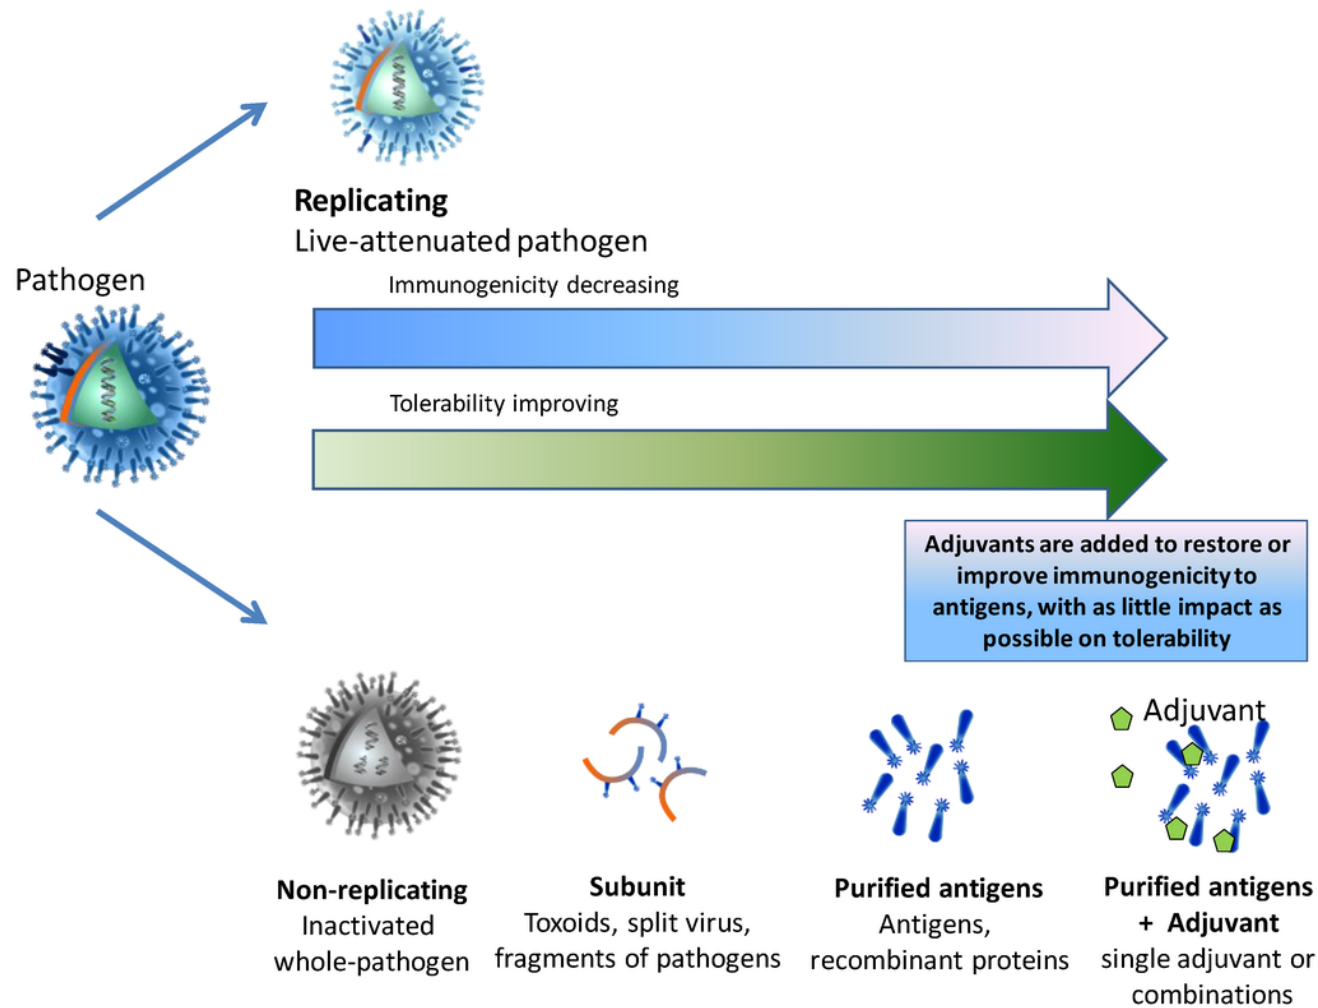 Replicating
Live-attenuated pathogen
Pathogen
Immunogenicity decreasing
Tolerability improving
Adjuvants are added to restore or
improve immunogenicity to
antigens, with as little impact as
possible on tolerability
Adjuvant
Non-replicating
Inactivated
whole-pathogen
Subunit
Toxoids, split virus,
fragments of pathogens
Purified antigens
Antigens,
recombinant proteins
Purified antigens
+ Adjuvant
single adjuvant or
combinations